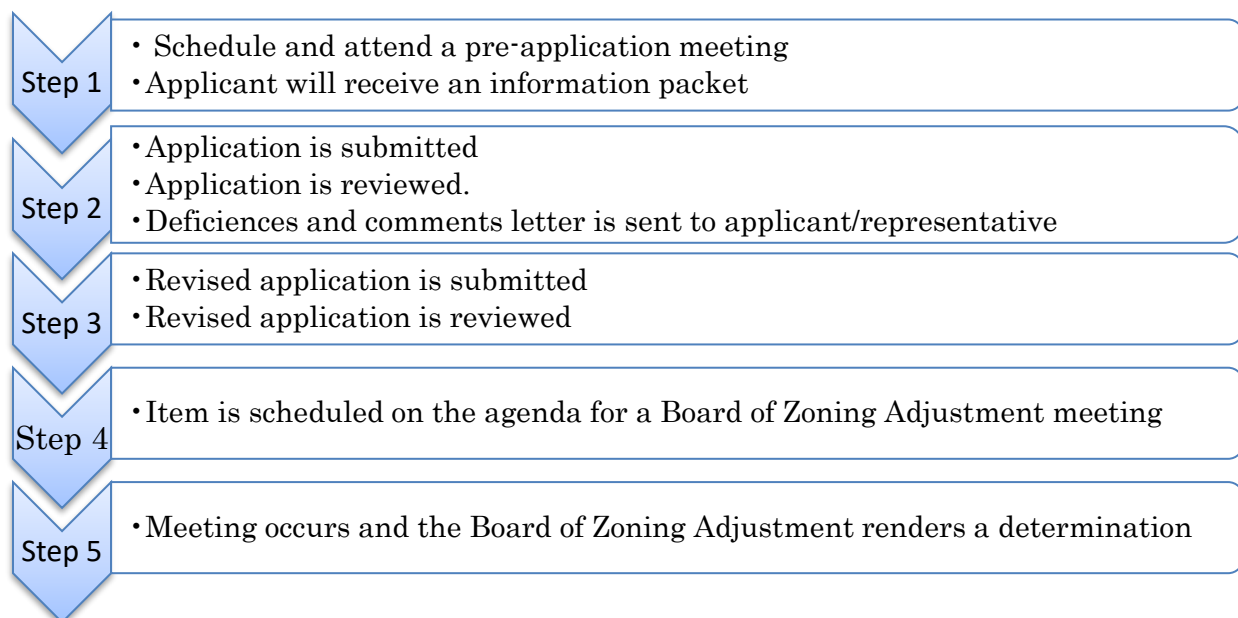 Step 1
• Schedule and attend a pre-application meeting
•Applicant will receive an information packet
Step 2
•Application is submitted
•Application is reviewed.
•Deficiences and comments letter is sent to applicant/representative
Step 3
•Revised application is submitted
•Revised application is reviewed
Step 4
•Item is scheduled on the agenda for a Board of Zoning Adjustment meeting
Step 5
•Meeting occurs and the Board of Zoning Adjustment renders a determination